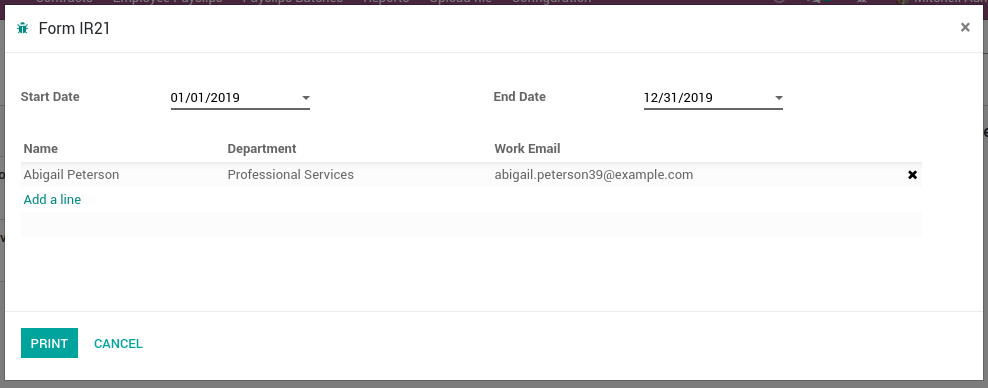 Form IR21
×
Start Date 01/01/2019 End Date 12/31/2019
Name Department Work Email
Abigail Peterson Professional Services abigail.peterson39@example.com
Add a line
PRINT CANCEL